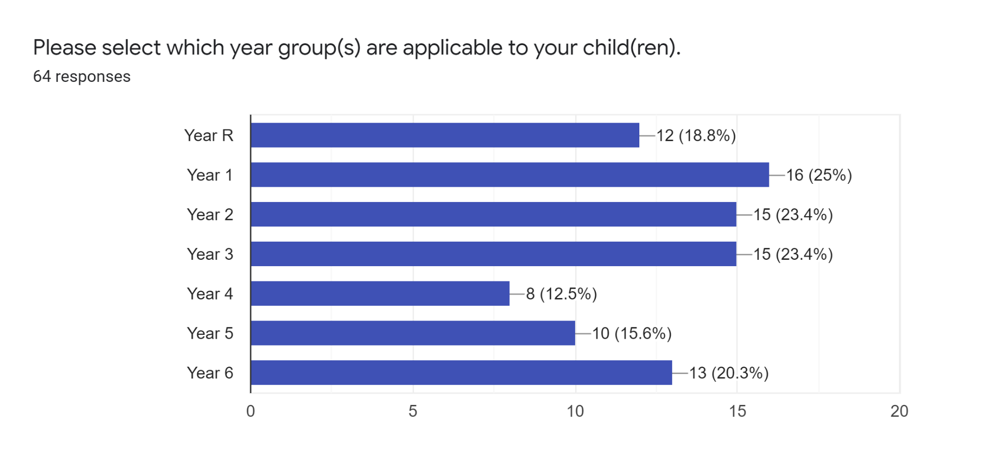 Please select which year group(s) are applicable to your child(ren).
64 responses
Year R 12 (18.8%)
Year 1 16 (25%)
Year 2 15 (23.4%)
Year 3 15 (23.4%)
Year 4 8 (12.5%)
Year 5 10 (15.6%)
Year 6 13 (20.3%)
0 5 10 15 20